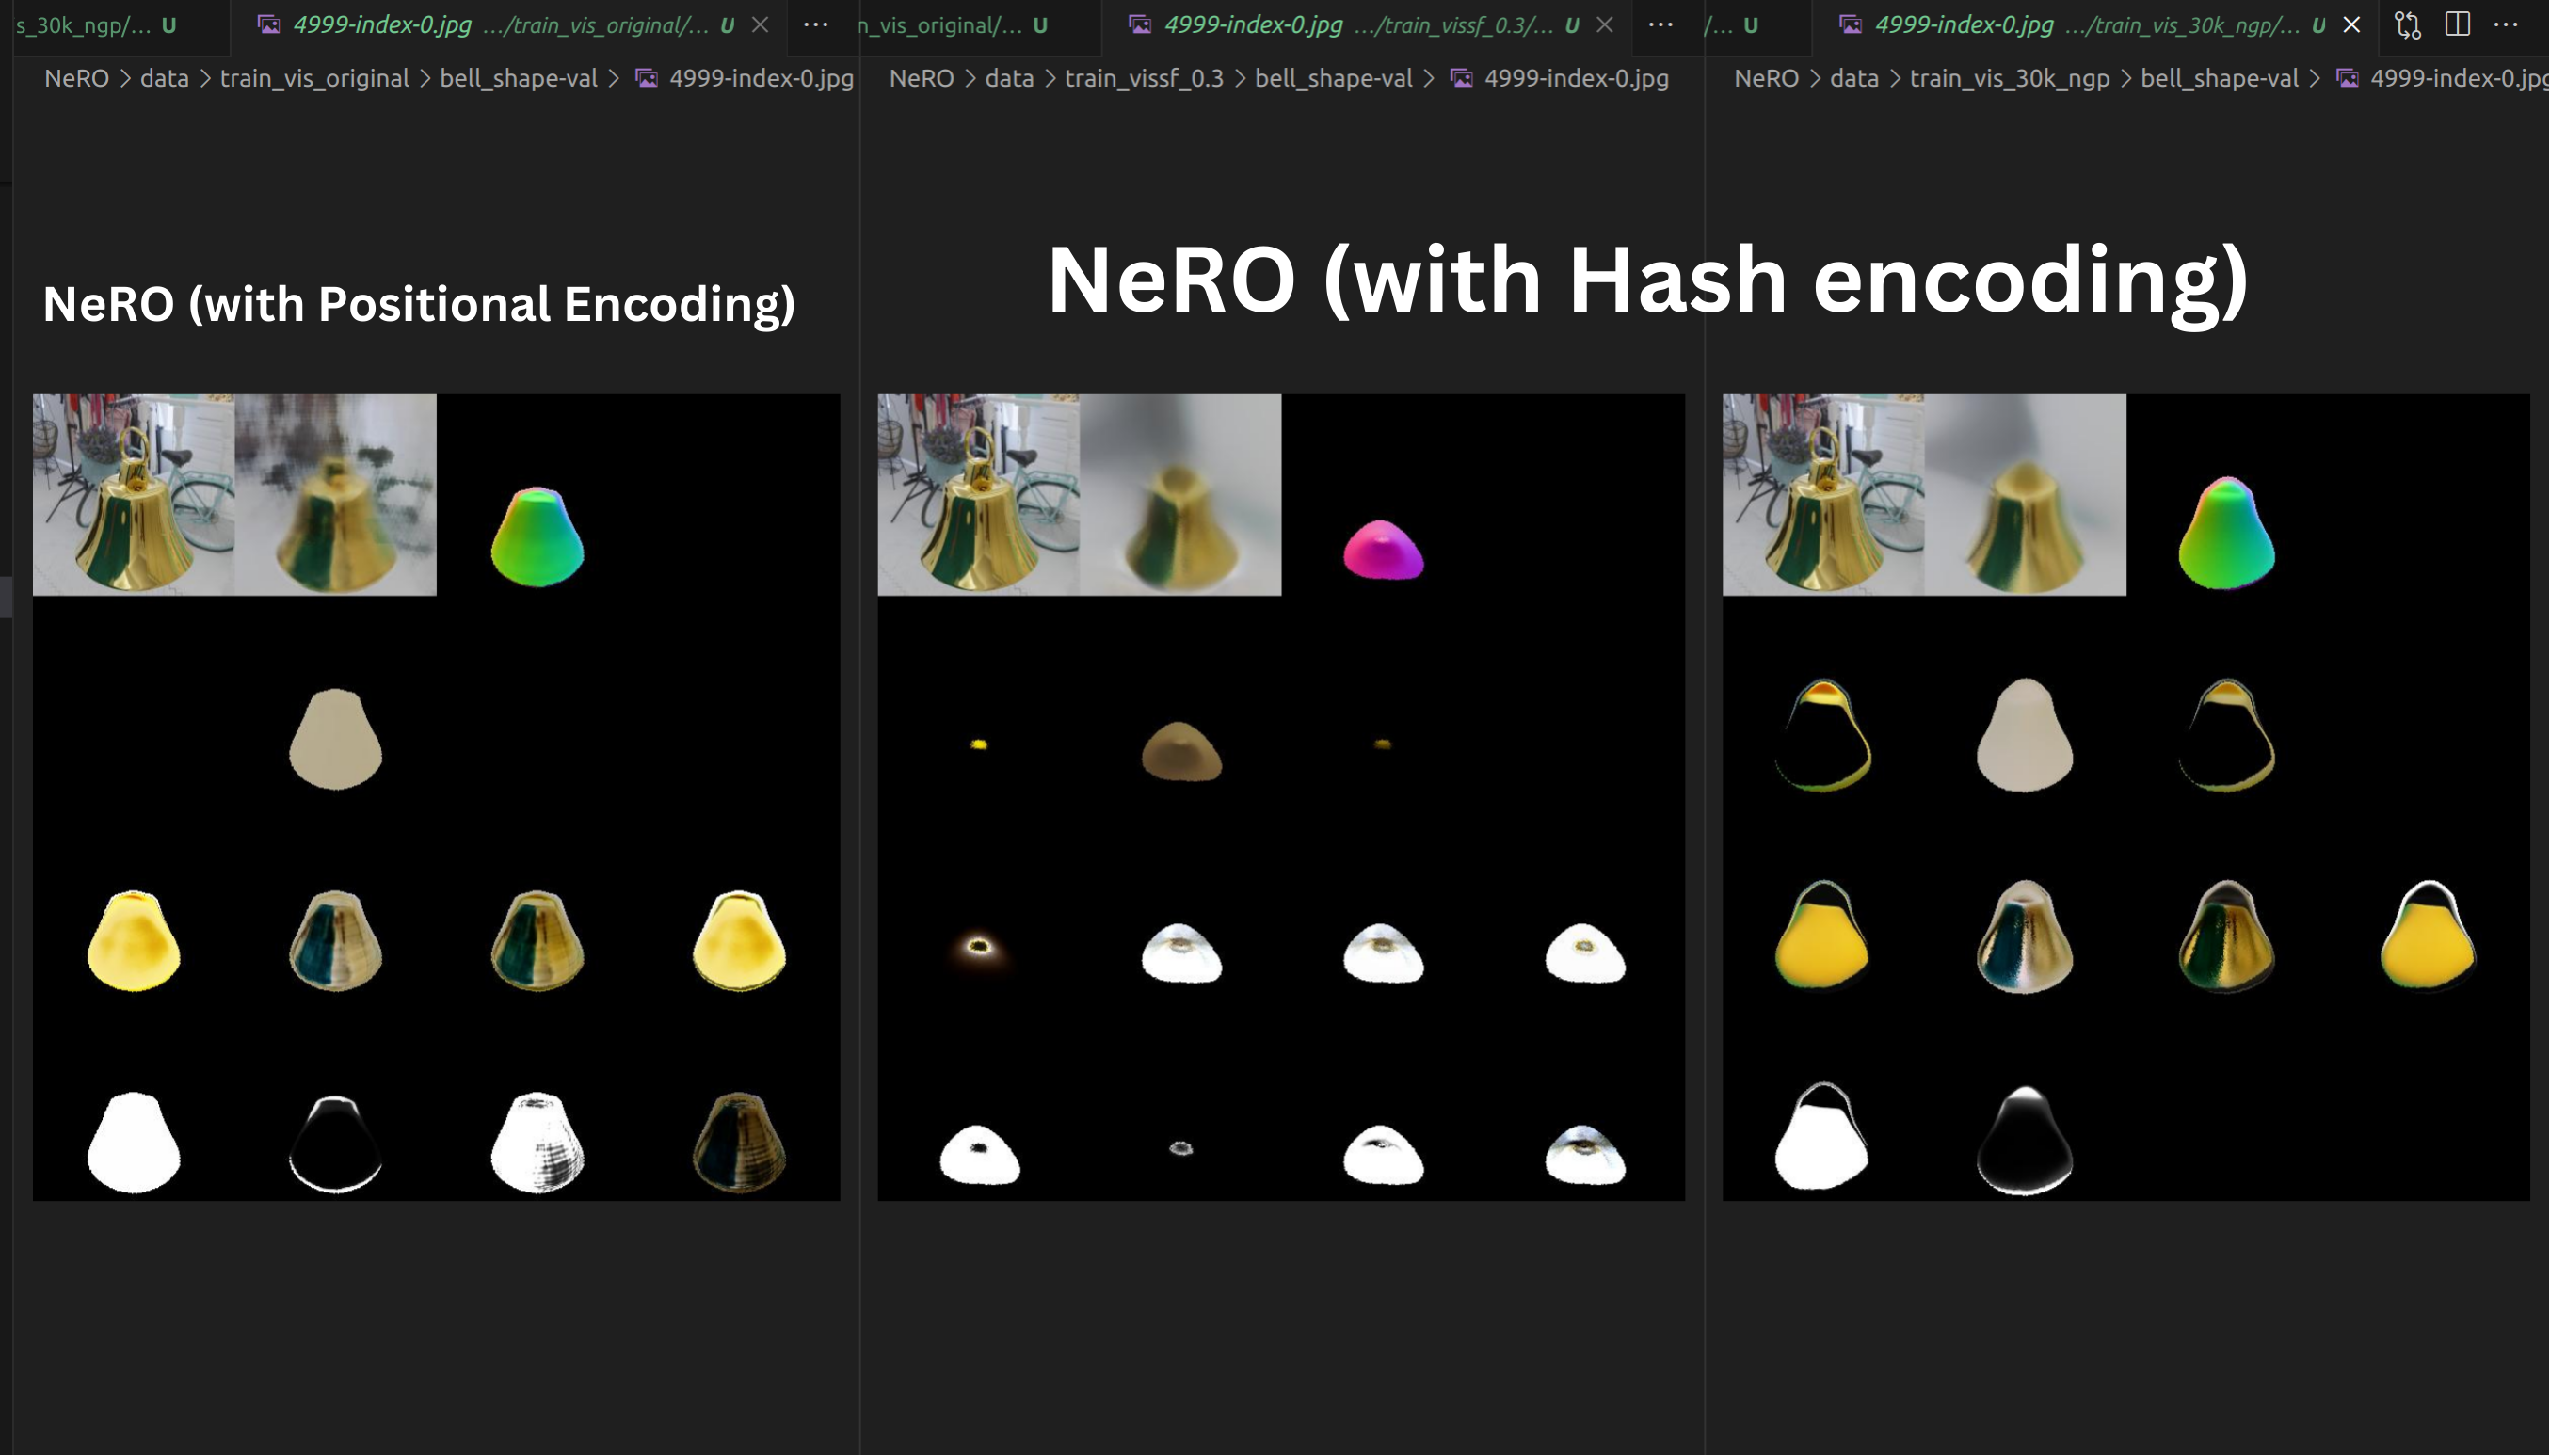 s_30k_ngp/... U
4999-index-0.jpg .../train_vis_original/... U
n_vis_original/... U
4999-index-0.jpg .../train_vissf_0.3/... U
/... U
4999-index-0.jpg .../train_vis_30k_ngp/... U
NeRO > data > train_vis_original > bell_shape-val > 4999-index-0.jpg
NeRO > data > train_vissf_0.3 > bell_shape-val > 4999-index-0.jpg
NeRO > data > train_vis_30k_ngp > bell_shape-val > 4999-index-0.jpg
NeRO (with Positional Encoding)
NeRO (with Hash encoding)